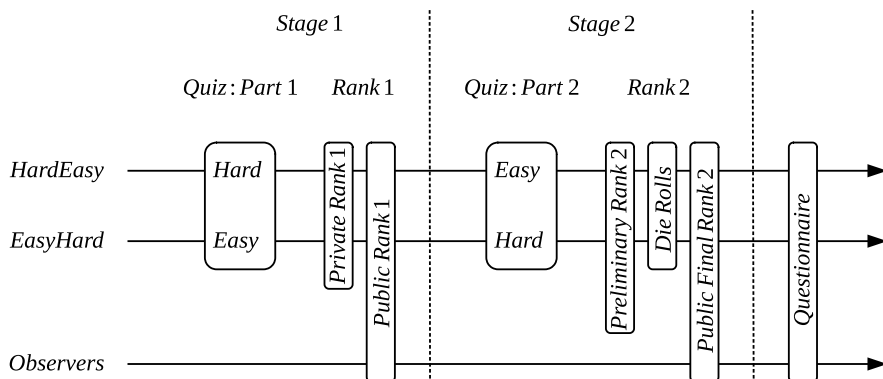 Stage 1
Stage 2
Quiz: Part 1
Rank 1
Quiz: Part 2
Rank 2
HardEasy
EasyHard
Observers
Hard
Easy
Private Rank 1
Public Rank 1
Easy
Hard
Preliminary Rank 2
Die Rolls
Public Final Rank 2
Questionnaire